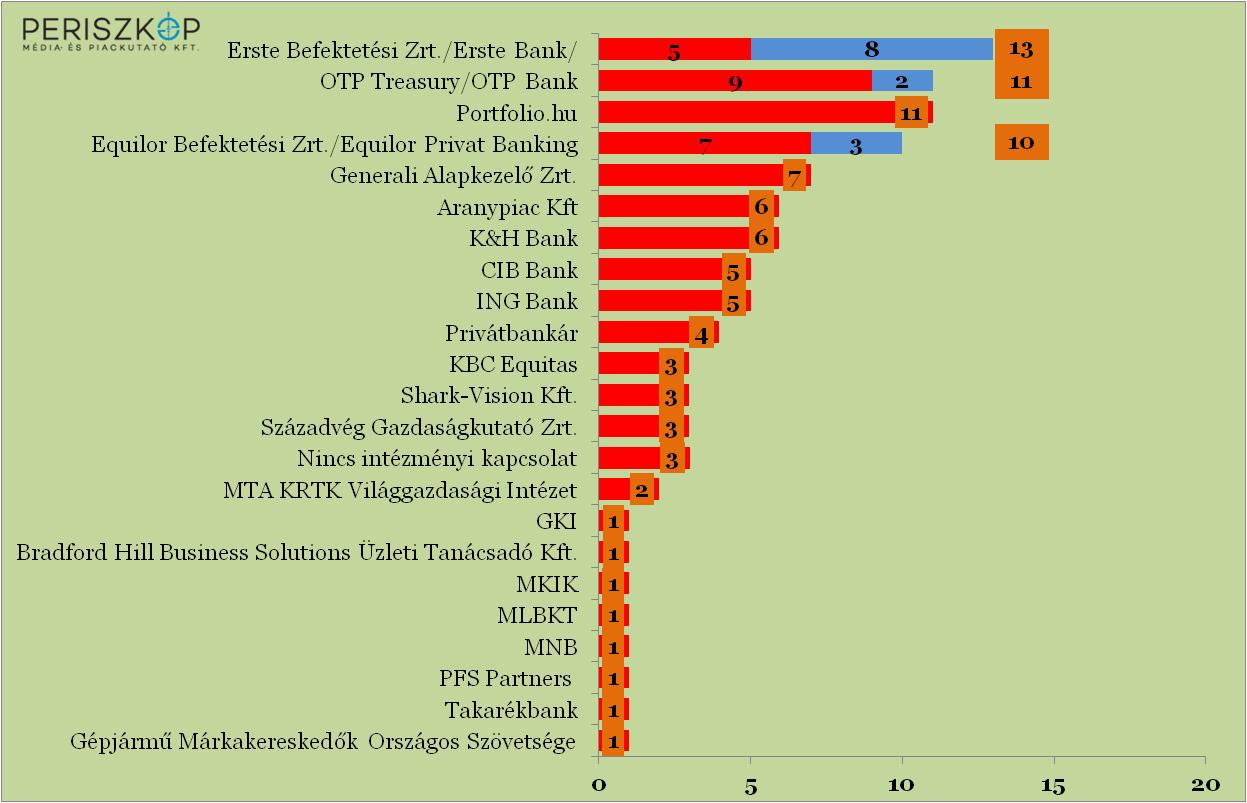 PERISZKOP
MÉDIA- ÉS PIACKUTATÓ KFT.
Erste Befektetési Zrt./Erste Bank/ 5 8 13
OTP Treasury/OTP Bank 9 2 11
Portfolio.hu 11
Equilor Befektetési Zrt./Equilor Privat Banking 7 3 10
Generali Alapkezelő Zrt. 7
Aranypiac Kft 6
K&H Bank 6
CIB Bank 5
ING Bank 5
Privátbankár 4
KBC Equitas 3
Shark-Vision Kft. 3
Századvég Gazdaságkutató Zrt. 3
Nincs intézményi kapcsolat 3
MTA KRTK Világgazdasági Intézet 2
GKI 1
Bradford Hill Business Solutions Üzleti Tanácsadó Kft. 1
MKIK 1
MLBKT 1
MNB 1
PFS Partners 1
Takarékbank 1
Gépjármű Márkakereskedők Országos Szövetsége 1
0 5 10 15 20